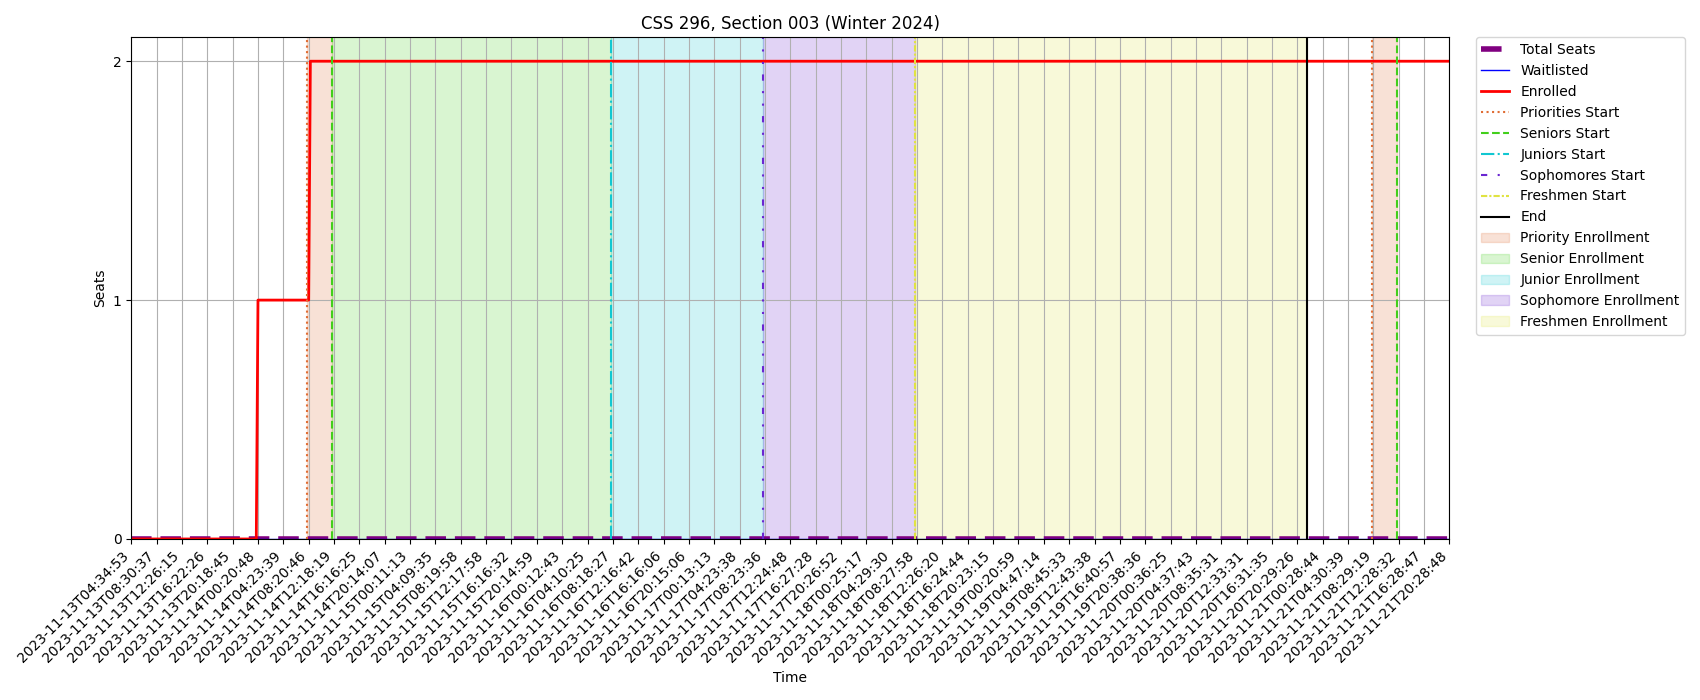 CSS 296, Section 003 (Winter 2024)
2
1
0
Seats
2023-11-13T04:34:53
2023-11-13T08:30:37
2023-11-13T12:26:15
2023-11-13T16:22:26
2023-11-13T20:18:45
2023-11-14T00:20:48
2023-11-14T04:23:39
2023-11-14T08:20:46
2023-11-14T12:18:19
2023-11-14T16:16:25
2023-11-14T20:14:07
2023-11-15T00:11:13
2023-11-15T04:09:35
2023-11-15T08:19:58
2023-11-15T12:17:58
2023-11-15T16:16:32
2023-11-15T20:14:59
2023-11-16T00:12:43
2023-11-16T04:10:25
2023-11-16T08:18:27
2023-11-16T12:16:42
2023-11-16T16:16:06
2023-11-16T20:15:06
2023-11-17T00:13:13
2023-11-17T04:23:38
2023-11-17T08:23:36
2023-11-17T12:24:48
2023-11-17T16:27:28
2023-11-17T20:26:52
2023-11-18T00:25:17
2023-11-18T04:29:30
2023-11-18T08:27:58
2023-11-18T12:26:20
2023-11-18T16:24:44
2023-11-18T20:23:15
2023-11-19T00:20:59
2023-11-19T04:47:14
2023-11-19T08:45:33
2023-11-19T12:43:38
2023-11-19T16:40:57
2023-11-19T20:38:36
2023-11-20T00:36:25
2023-11-20T04:37:43
2023-11-20T08:35:31
2023-11-20T12:33:31
2023-11-20T16:31:35
2023-11-20T20:29:26
2023-11-21T00:28:44
2023-11-21T04:30:39
2023-11-21T08:29:19
2023-11-21T12:28:32
2023-11-21T16:28:47
2023-11-21T20:28:48
Time
Total Seats
Waitlisted
Enrolled
Priorities Start
Seniors Start
Juniors Start
Sophomores Start
Freshmen Start
End
Priority Enrollment
Senior Enrollment
Junior Enrollment
Sophomore Enrollment
Freshmen Enrollment